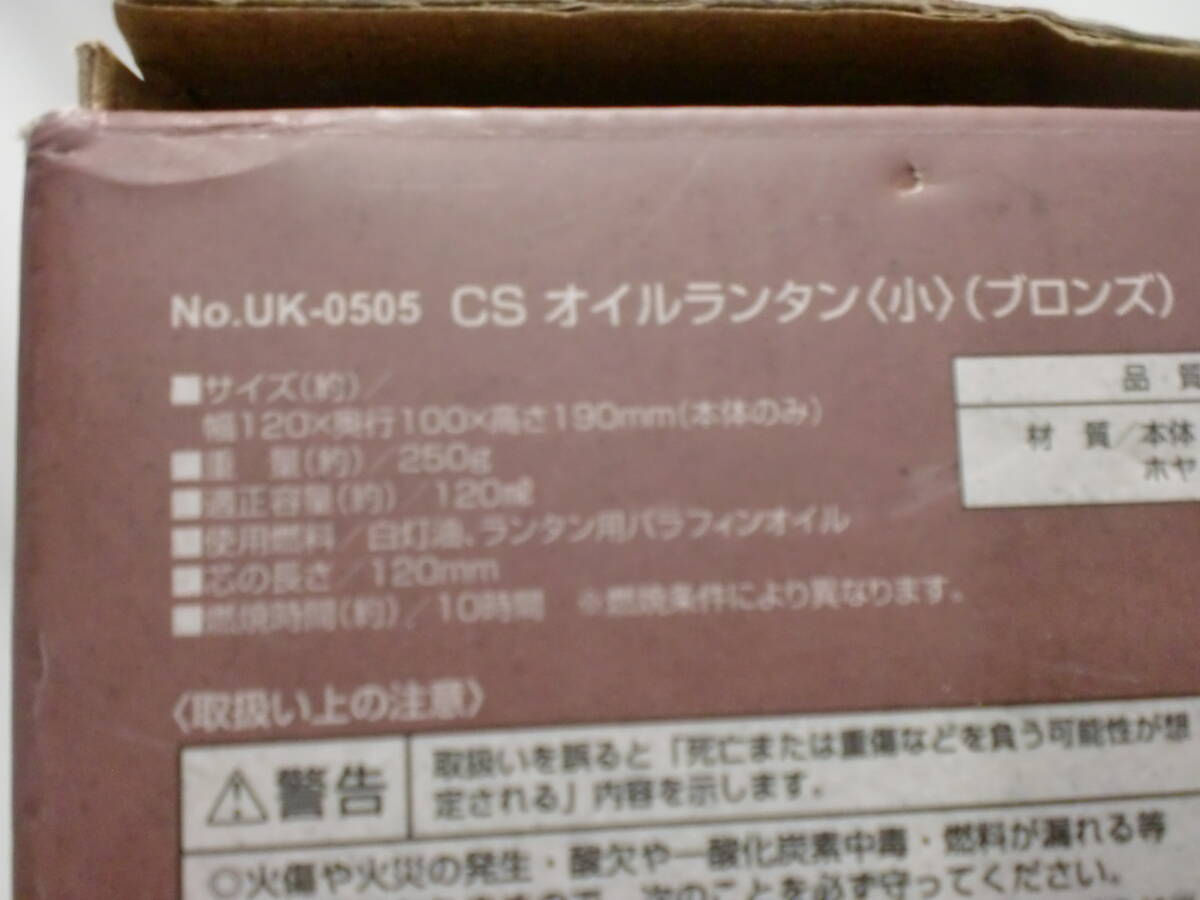 No.UK-0505 CS オイルランタン〈小〉(ブロンズ)
■サイズ(約)/
幅120×奥行100×高さ190mm(本体のみ)
■重 量(約)/250g
■適正容量(約)/120㎖
■使用燃料/白灯油、ランタン用パラフィンオイル
■芯の長さ/120mm
■燃焼時間(約)/10時間 ※燃焼条件により異なります。
品 質
材 質/本体
ホヤ
〈取扱い上の注意〉
⚠警告
取扱いを誤ると「死亡または重傷などを負う可能性が想
定される」内容を示します。
○火傷や火災の発生・酸欠や一酸化炭素中毒・燃料が漏れる等
次のことを必ず守ってください。